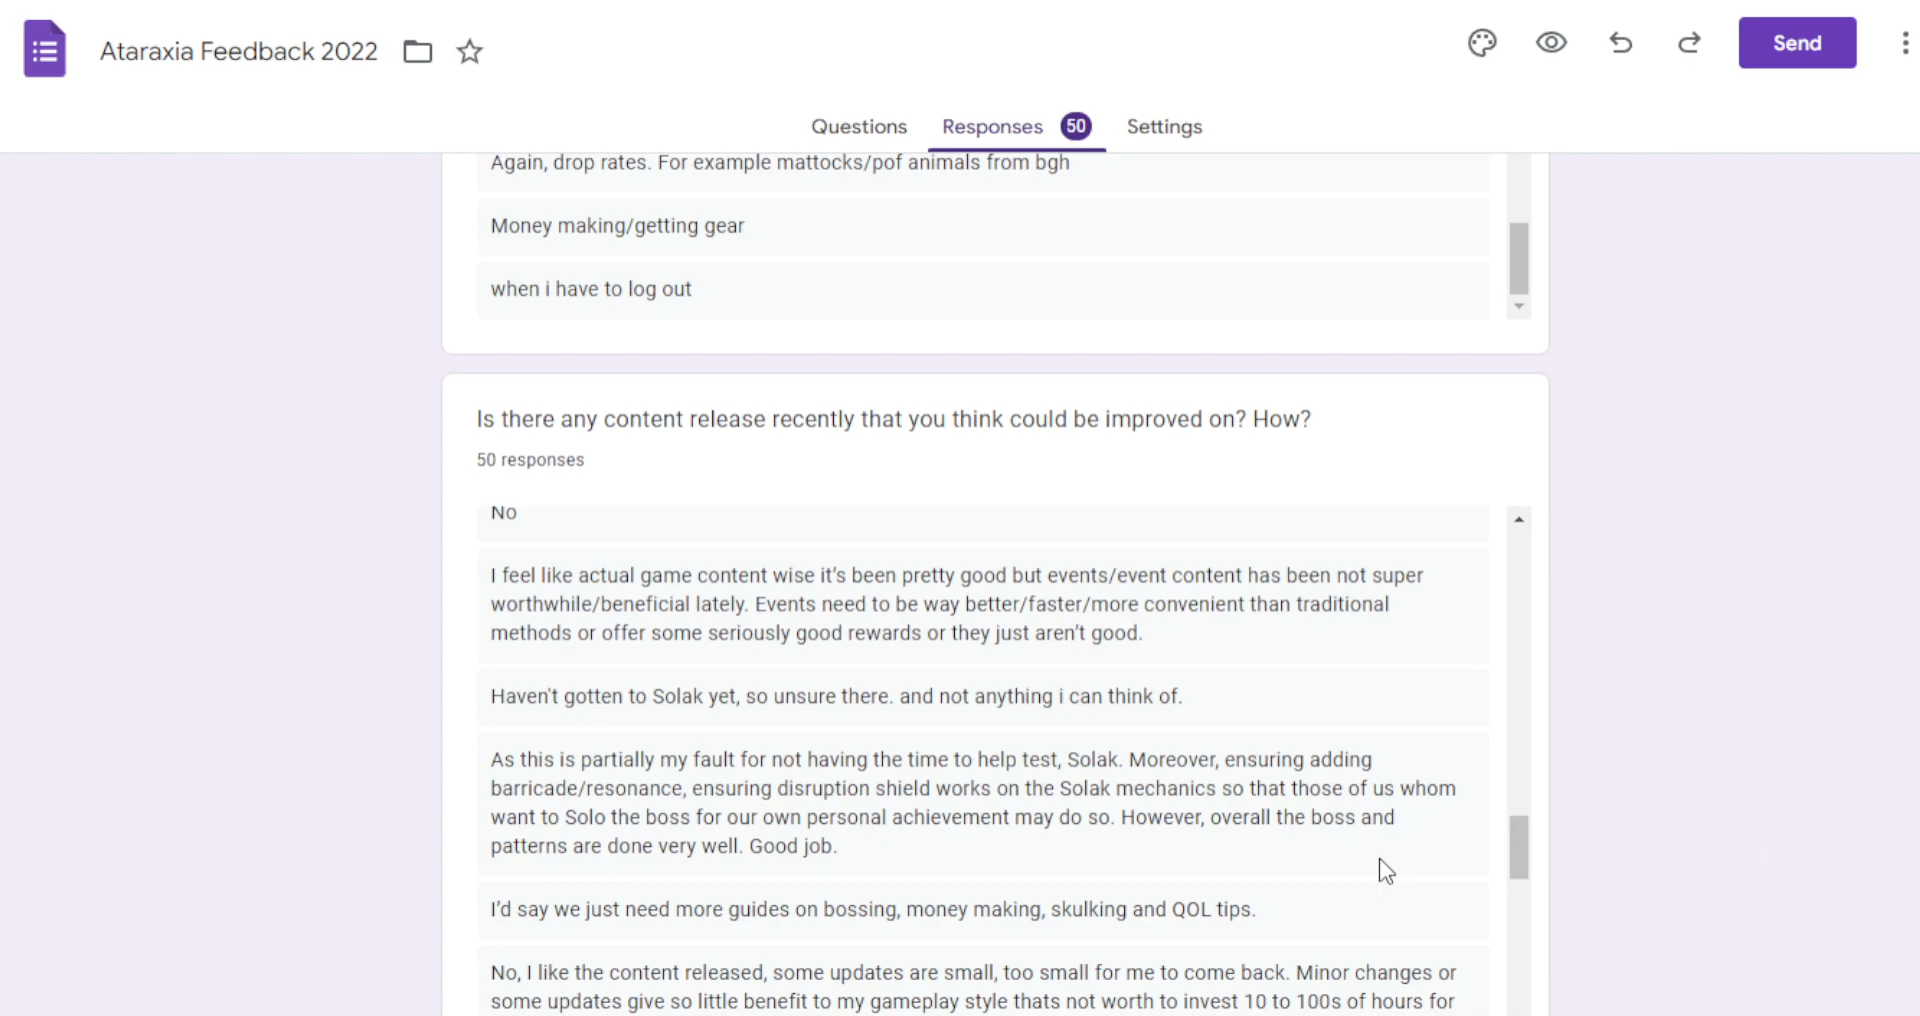 Ataraxia Feedback 2022
Send
Questions
Responses 50
Settings
Again, drop rates. For example mattocks/pof animals from bgh
Money making/getting gear
when i have to log out
Is there any content release recently that you think could be improved on? How?
50 responses
No
I feel like actual game content wise it's been pretty good but events/event content has been not super
worthwhile/beneficial lately. Events need to be way better/faster/more convenient than traditional
methods or offer some seriously good rewards or they just aren't good.
Haven't gotten to Solak yet, so unsure there. and not anything i can think of.
As this is partially my fault for not having the time to help test, Solak. Moreover, ensuring adding
barricade/resonance, ensuring disruption shield works on the Solak mechanics so that those of us whom
want to Solo the boss for our own personal achievement may do so. However, overall the boss and
patterns are done very well. Good job.
I'd say we just need more guides on bossing, money making, skulking and QOL tips.
No, I like the content released, some updates are small, too small for me to come back. Minor changes or
some updates give so little benefit to my gameplay style thats not worth to invest 10 to 100s of hours for